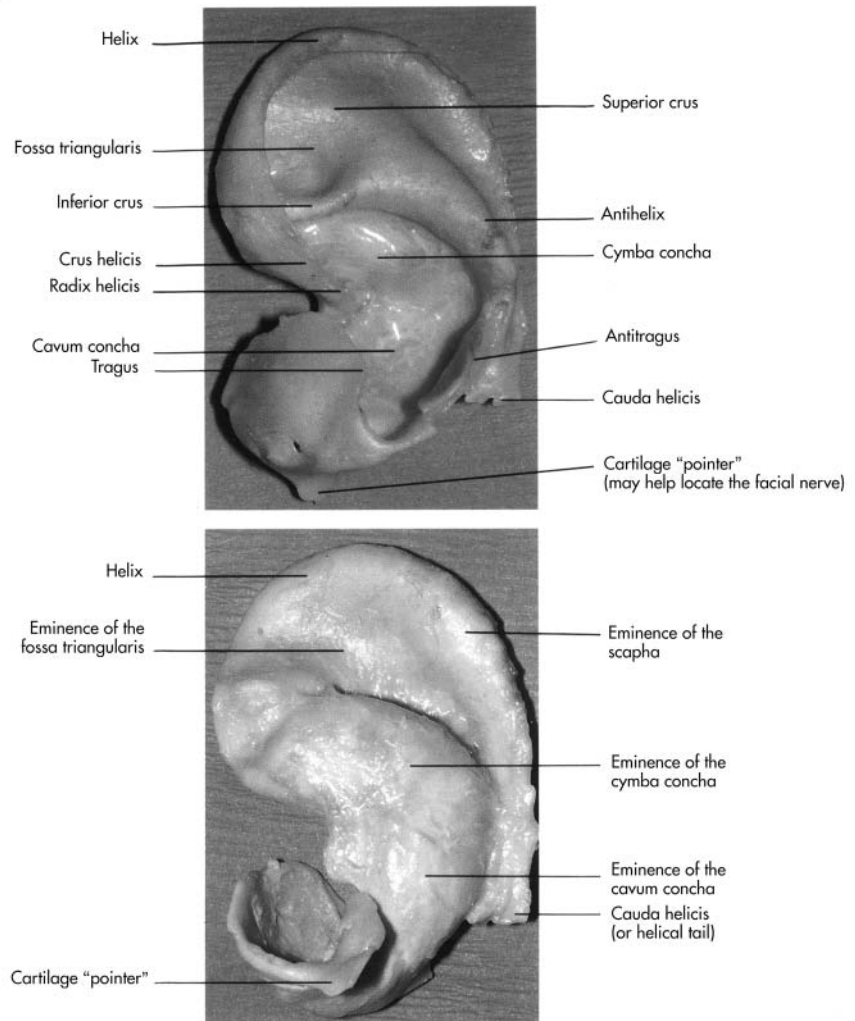 Helix
Fossa triangularis
Inferior crus
Crus helicis
Radix helicis
Cavum concha
Tragus
Superior crus
Antihelix
Cymba concha
Antitragus
Cauda helicis
Cartilage “pointer”
(may help locate the facial nerve)
Helix
Eminence of the
fossa triangularis
Cartilage “pointer”
Eminence of the
scapha
Eminence of the
cymba concha
Eminence of the
cavum concha
Cauda helicis
(or helical tail)